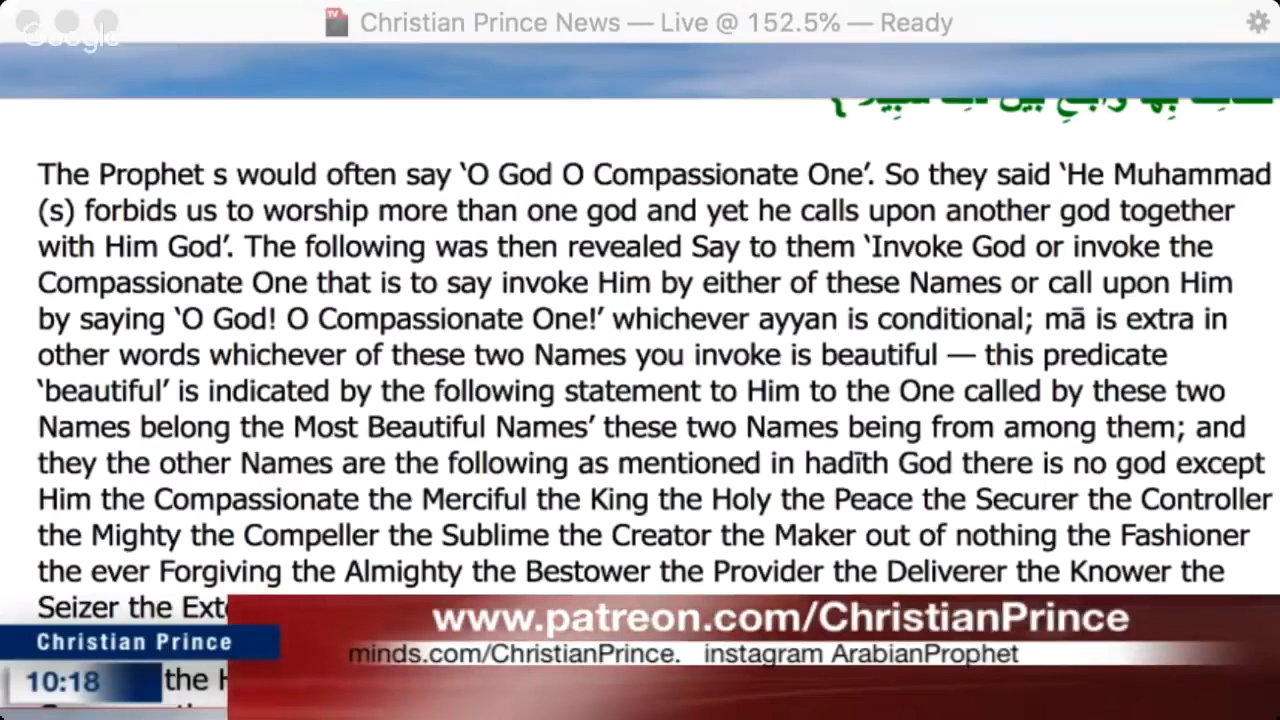 Christian Prince News — Live @ 152.5% — Ready
Google
The Prophet s would often say ‘O God O Compassionate One’. So they said ‘He Muhammad
(s) forbids us to worship more than one god and yet he calls upon another god together
with Him God’. The following was then revealed Say to them ‘Invoke God or invoke the
Compassionate One that is to say invoke Him by either of these Names or call upon Him
by saying ‘O God! O Compassionate One!’ whichever ayyan is conditional; mā is extra in
other words whichever of these two Names you invoke is beautiful — this predicate
‘beautiful’ is indicated by the following statement to Him to the One called by these two
Names belong the Most Beautiful Names’ these two Names being from among them; and
they the other Names are the following as mentioned in hadīth God there is no god except
Him the Compassionate the Merciful the King the Holy the Peace the Securer the Controller
the Mighty the Compeller the Sublime the Creator the Maker out of nothing the Fashioner
the ever Forgiving the Almighty the Bestower the Provider the Deliverer the Knower the
Seizer the
www.patreon.com/ChristianPrince
Christian Prince
minds.com/ChristianPrince. instagram ArabianProphet
10:18
the